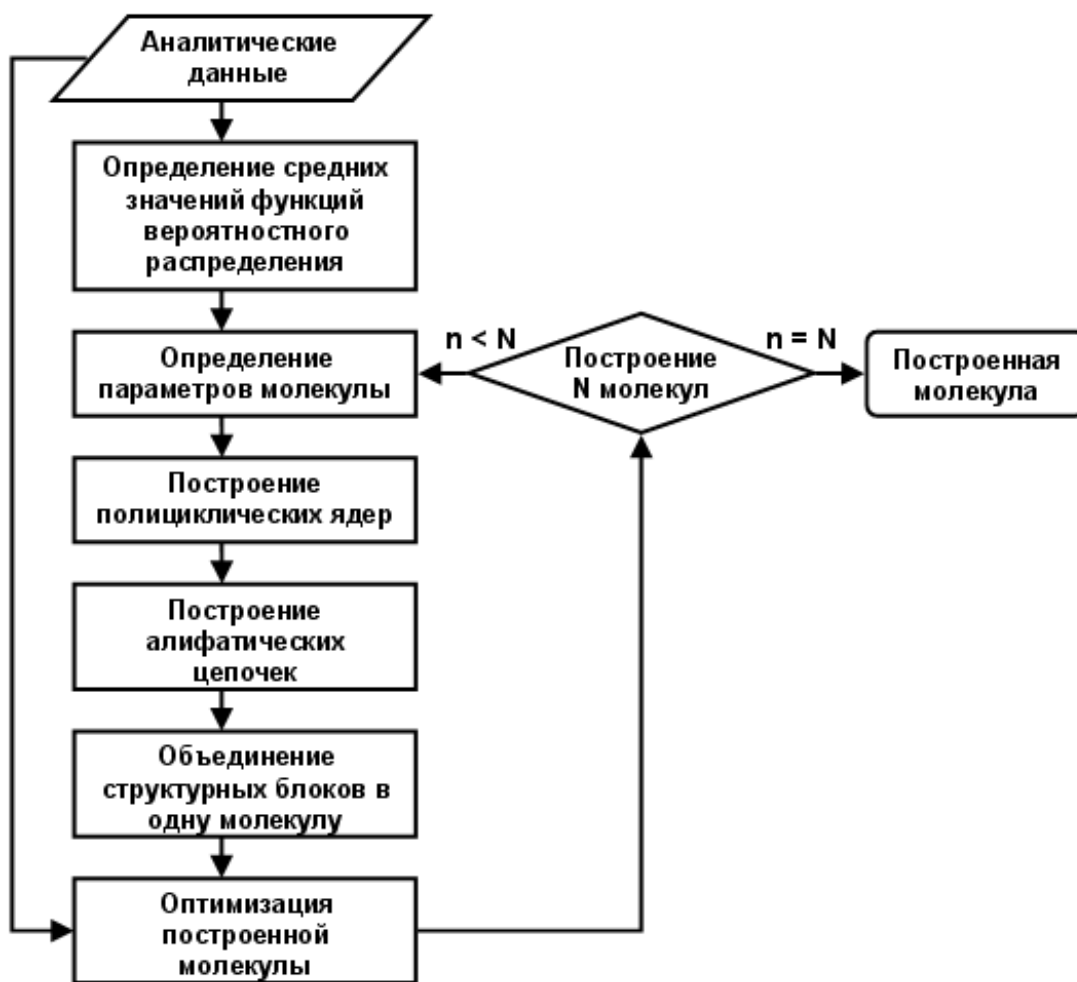 Аналитические
данные
Определение средних
значений функций
вероятностного
распределения
Определение
параметров молекулы
n < N
Построение
N молекул
n = N
Построенная
молекула
Построение
полициклических ядер
Построение
алифатических
цепочек
Объединение
структурных блоков в
одну молекулу
Оптимизация
построенной
молекулы